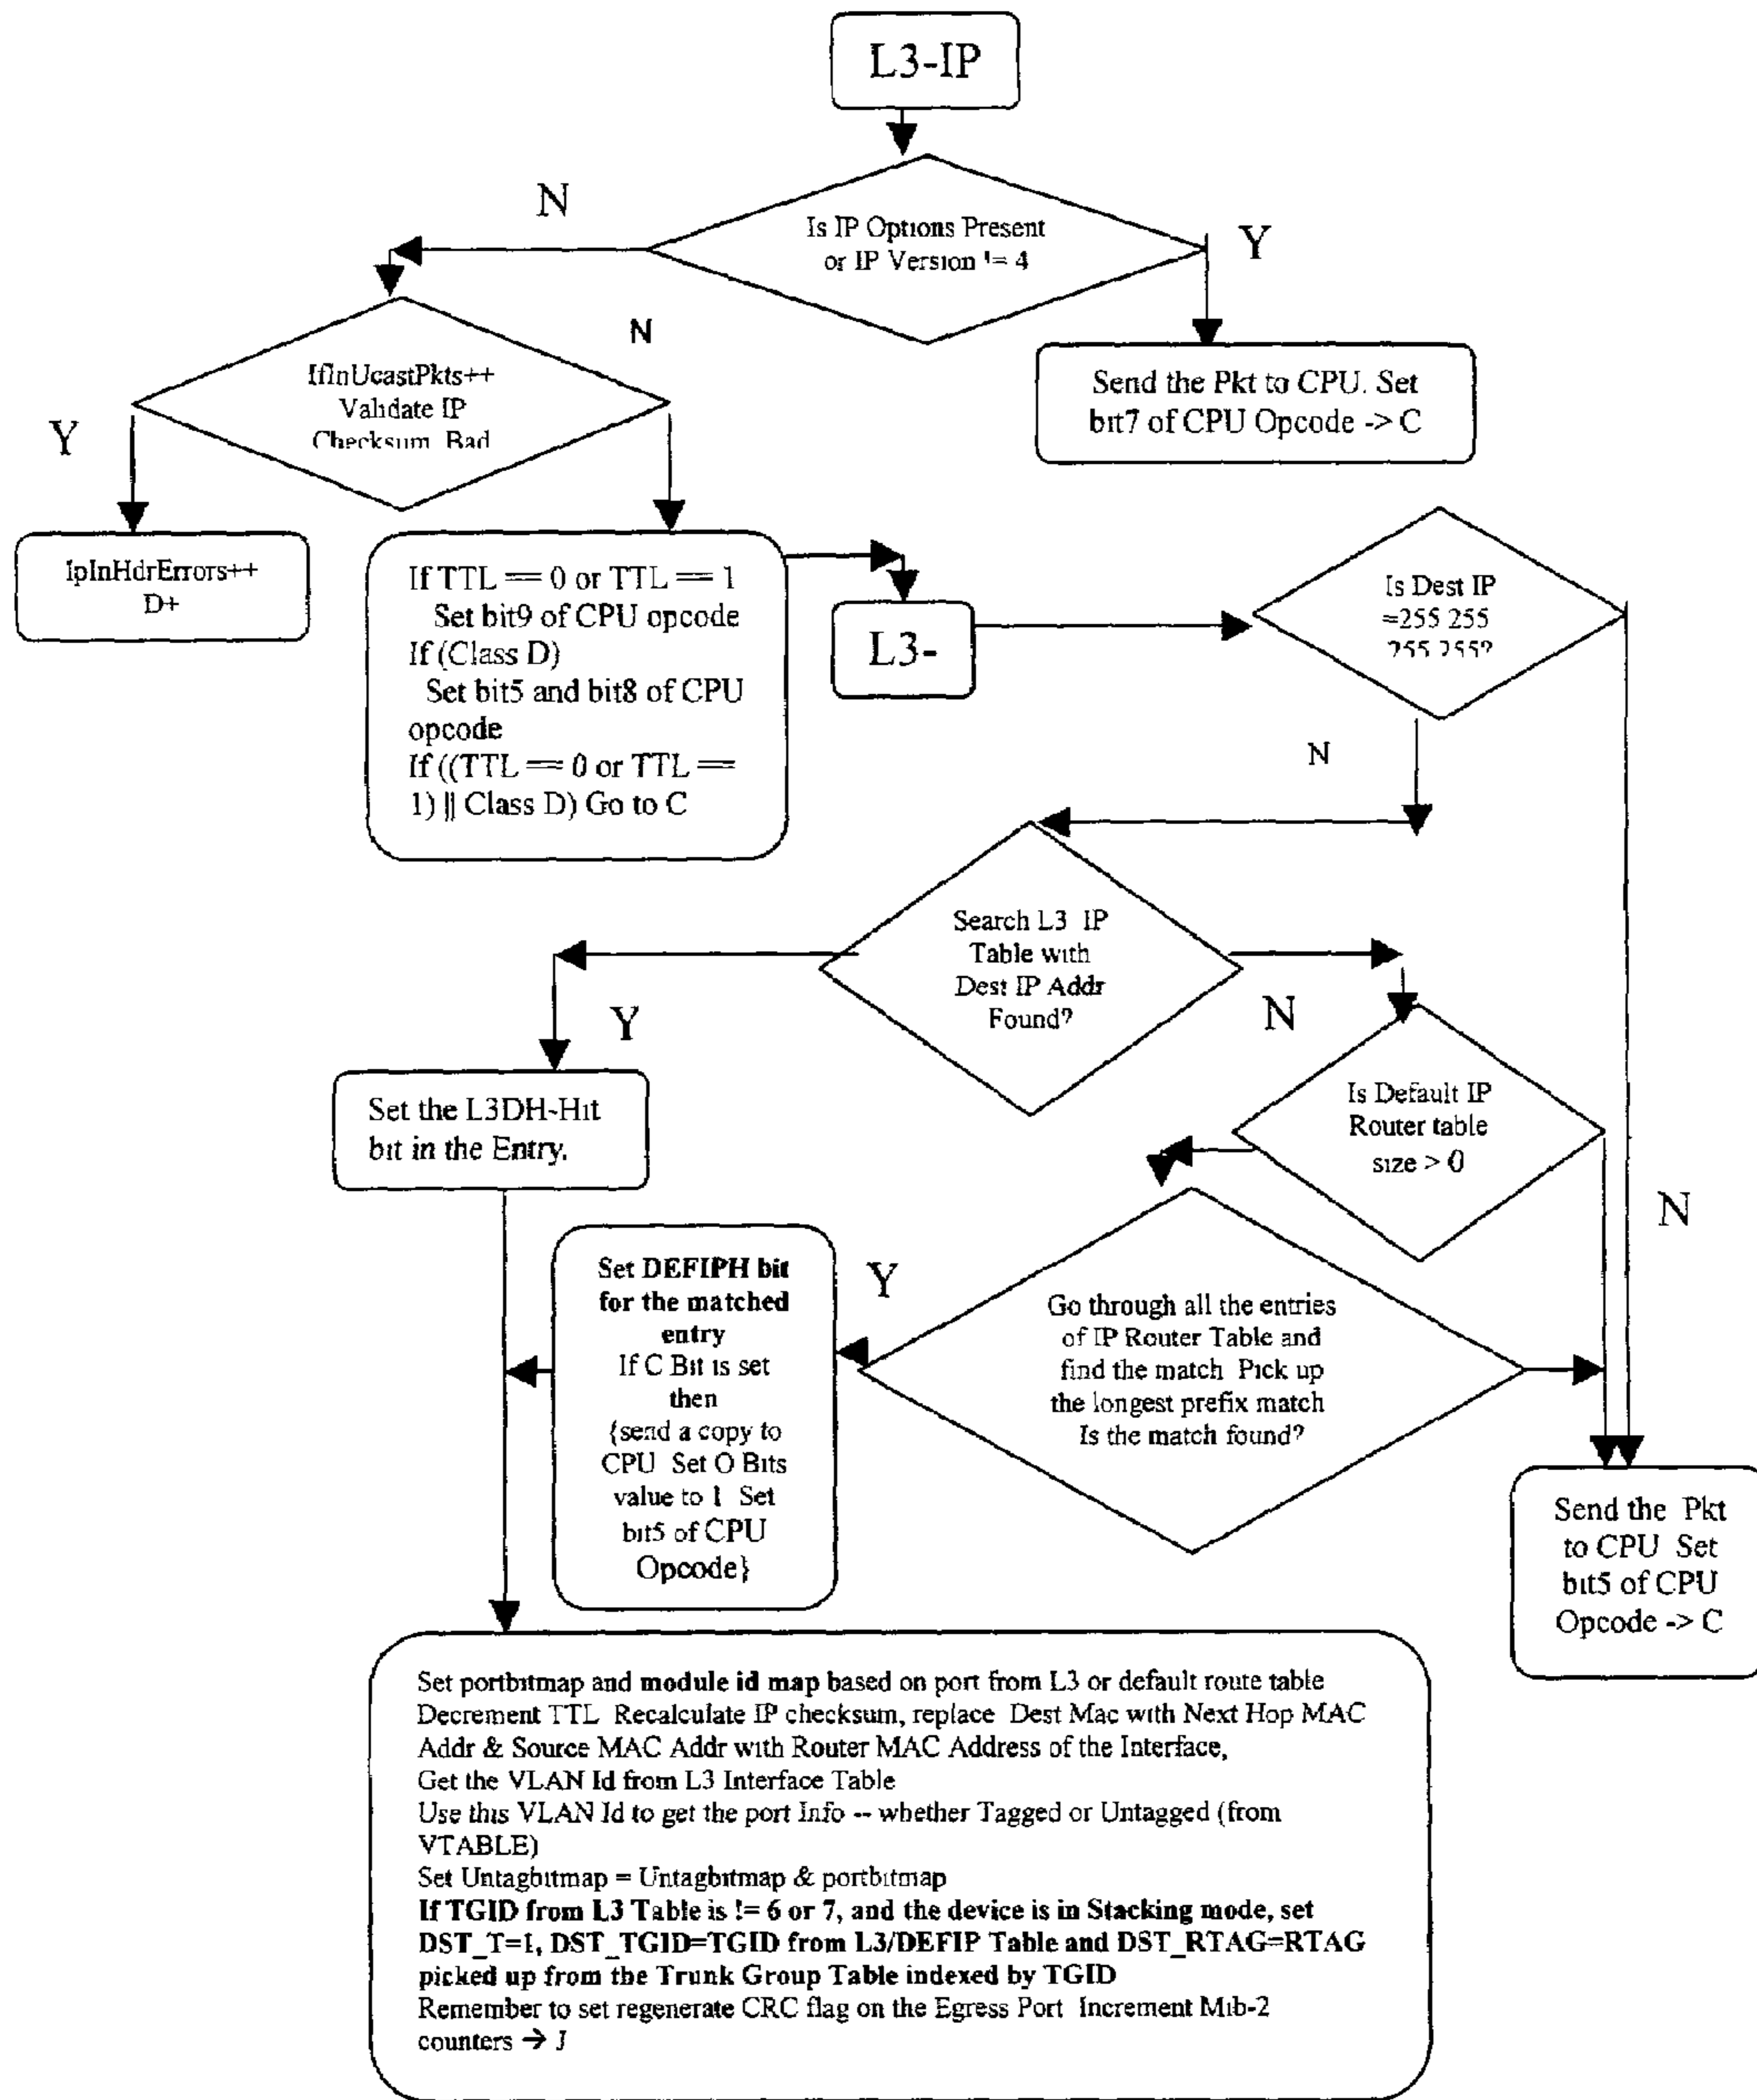 L3-IP
N
Is IP Options Present
or IP Version != 4
Y
N
IfInUcastPkts++
Validate IP
Checksum Bad
Y
Send the Pkt to CPU. Set
bit7 of CPU Opcode -> C
IpInHdrErrors++
D+
If TTL == 0 or TTL == 1
Set bit9 of CPU opcode
If (Class D)
Set bit5 and bit8 of CPU
opcode
If ((TTL == 0 or TTL ==
1) || Class D) Go to C
L3-
Is Dest IP
=255 255
255 255?
N
Search L3 IP
Table with
Dest IP Addr
Found?
Y
N
Set the L3DH-Hit
bit in the Entry.
Is Default IP
Router table
size > 0
N
Set DEFIPH bit
for the matched
entry
If C Bit is set
then
{send a copy to
CPU Set O Bits
value to 1 Set
bit5 of CPU
Opcode}
Y
Go through all the entries
of IP Router Table and
find the match Pick up
the longest prefix match
Is the match found?
Send the Pkt
to CPU Set
bit5 of CPU
Opcode -> C
Set portbitmap and module id map based on port from L3 or default route table
Decrement TTL Recalculate IP checksum, replace Dest Mac with Next Hop MAC
Addr & Source MAC Addr with Router MAC Address of the Interface,
Get the VLAN Id from L3 Interface Table
Use this VLAN Id to get the port Info -- whether Tagged or Untagged (from
VTABLE)
Set Untagbitmap = Untagbitmap & portbitmap
If TGID from L3 Table is != 6 or 7, and the device is in Stacking mode, set
DST_T=1, DST_TGID=TGID from L3/DEFIP Table and DST_RTAG=RTAG
picked up from the Trunk Group Table indexed by TGID
Remember to set regenerate CRC flag on the Egress Port Increment Mib-2
counters → J